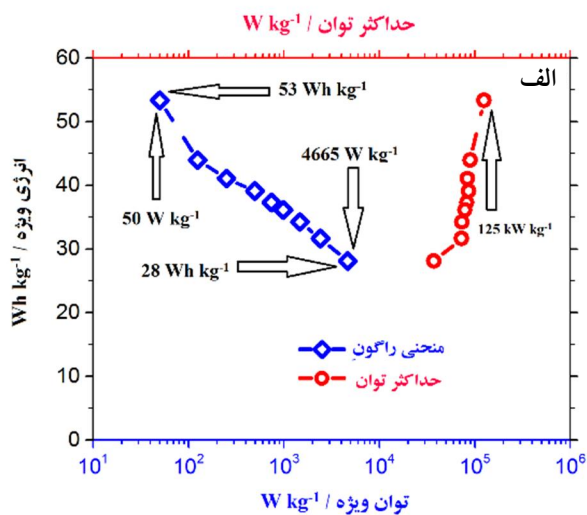 حداکثر توان / W kg⁻¹
الف
53 Wh kg⁻¹
50 W kg⁻¹
4665 W kg⁻¹
28 Wh kg⁻¹
125 kW kg⁻¹
انرژی ویژه / Wh kg⁻¹
60
50
40
30
20
10
0
منحنی راگونِ
حداکثر توان
10¹ 10² 10³ 10⁴ 10⁵ 10⁶
توان ویژه / W kg⁻¹